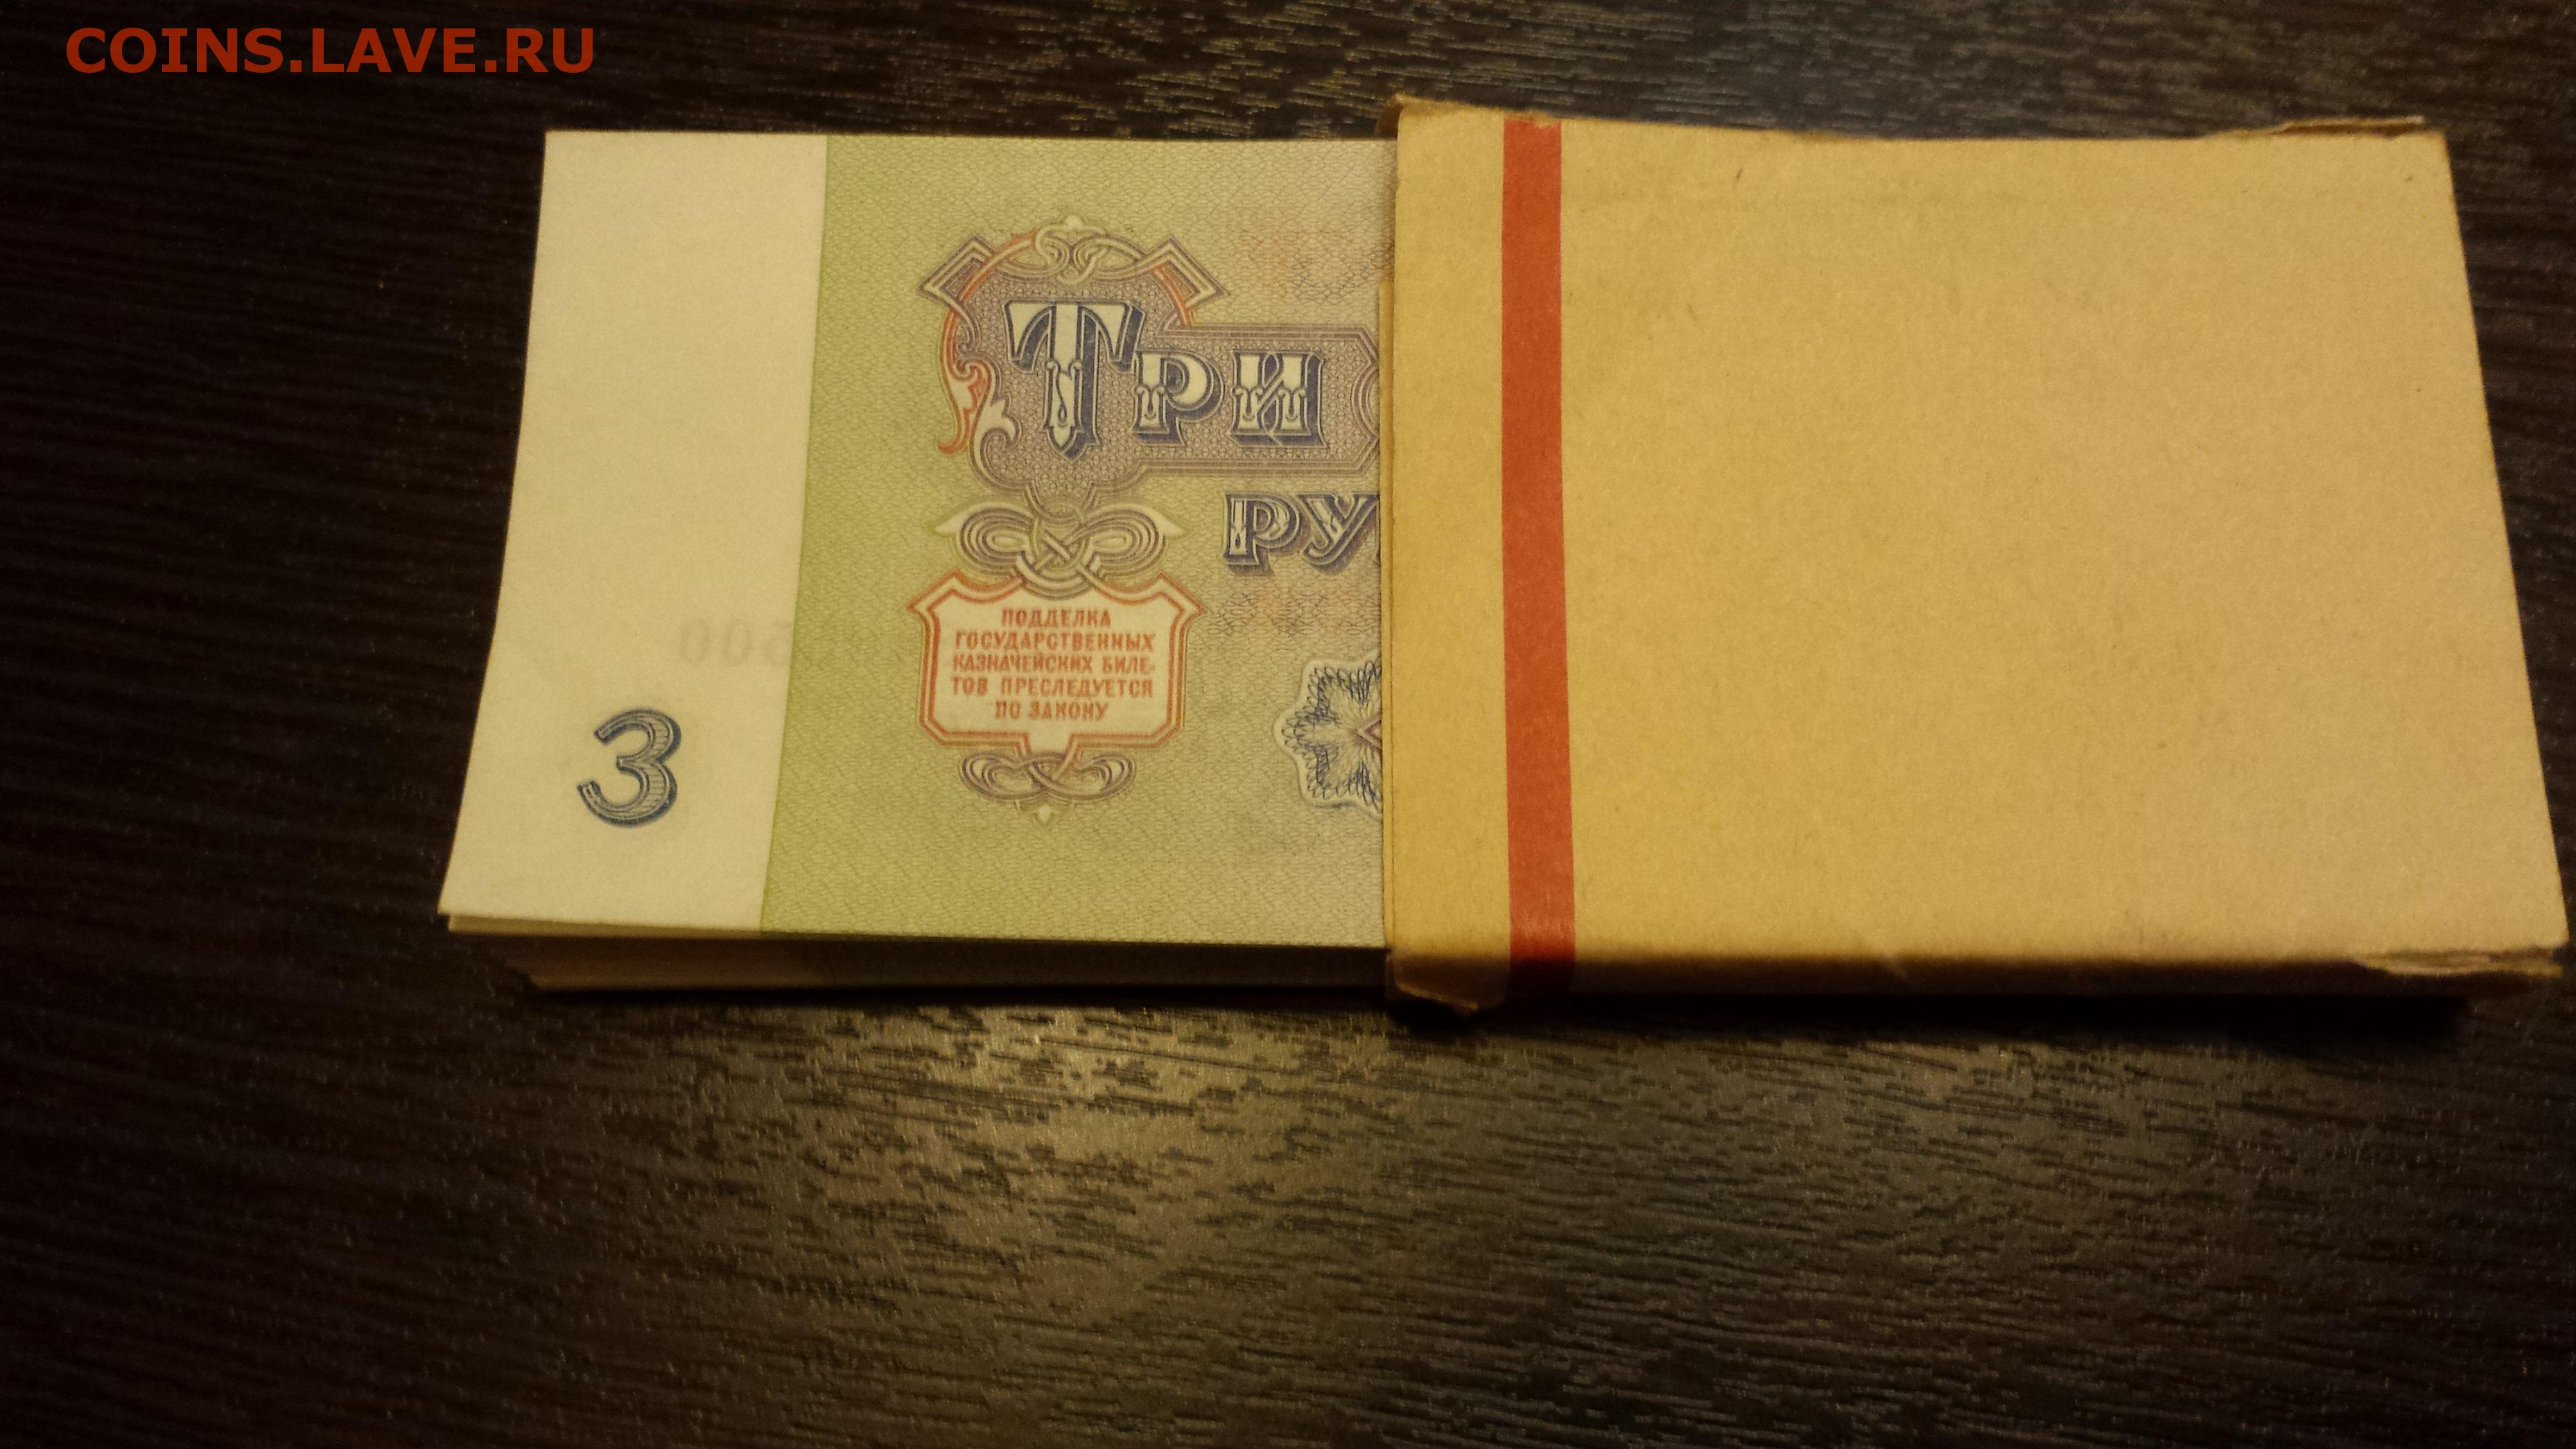 COINS.LAVE.RU
Три
РУ
ПОДДЕЛКА
ГОСУДАРСТВЕННЫХ
КАЗНАЧЕЙСКИХ БИЛЕ-
ТОВ ПРЕСЛЕДУЕТСЯ
ПО ЗАКОНУ
3